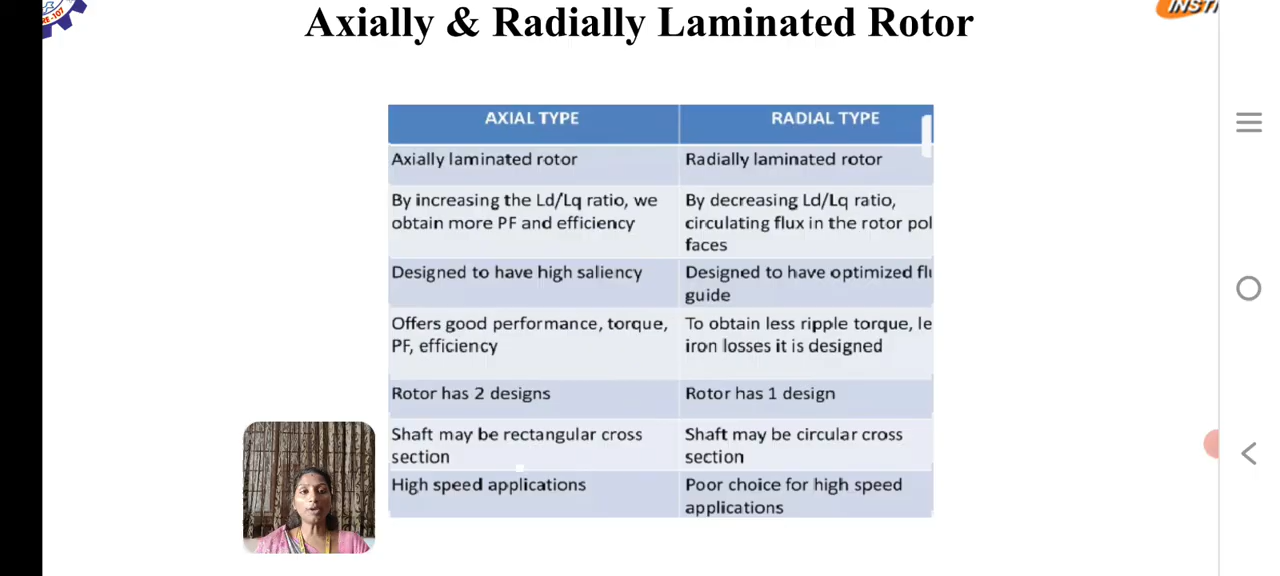 RE-107
INSTI
Axially & Radially Laminated Rotor
AXIAL TYPE
RADIAL TYPE
Axially laminated rotor
Radially laminated rotor
By increasing the Ld/Lq ratio, we
obtain more PF and efficiency
By decreasing Ld/Lq ratio,
circulating flux in the rotor pol
faces
Designed to have high saliency
Designed to have optimized flu
guide
Offers good performance, torque,
PF, efficiency
To obtain less ripple torque, le
iron losses it is designed
Rotor has 2 designs
Rotor has 1 design
Shaft may be rectangular cross
section
Shaft may be circular cross
section
High speed applications
Poor choice for high speed
applications